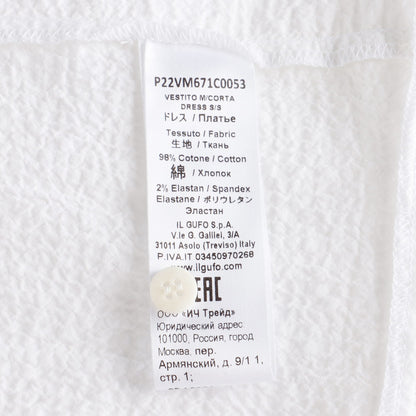 P22VM671C0053
VESTITO M/CORTA
DRESS S/S
ドレス / Платье
Tessuto / Fabric
生地 / Ткань
98% Cotone / Cotton
綿 / Хлопок
2% Elastan / Spandex
Elastane / ポリウレタン
Эластан
IL GUFO S.p.A.
V.le G. Galilei, 3/A
31011 Asolo (Treviso) Italy
P.IVA.IT 03450970268
www.ilgufo.com
EAC
ООО «ИЧ Трейд»
Юридический адрес:
101000, Россия, город
Москва, пер.
Армянский, д. 9/1 1,
стр. 1;